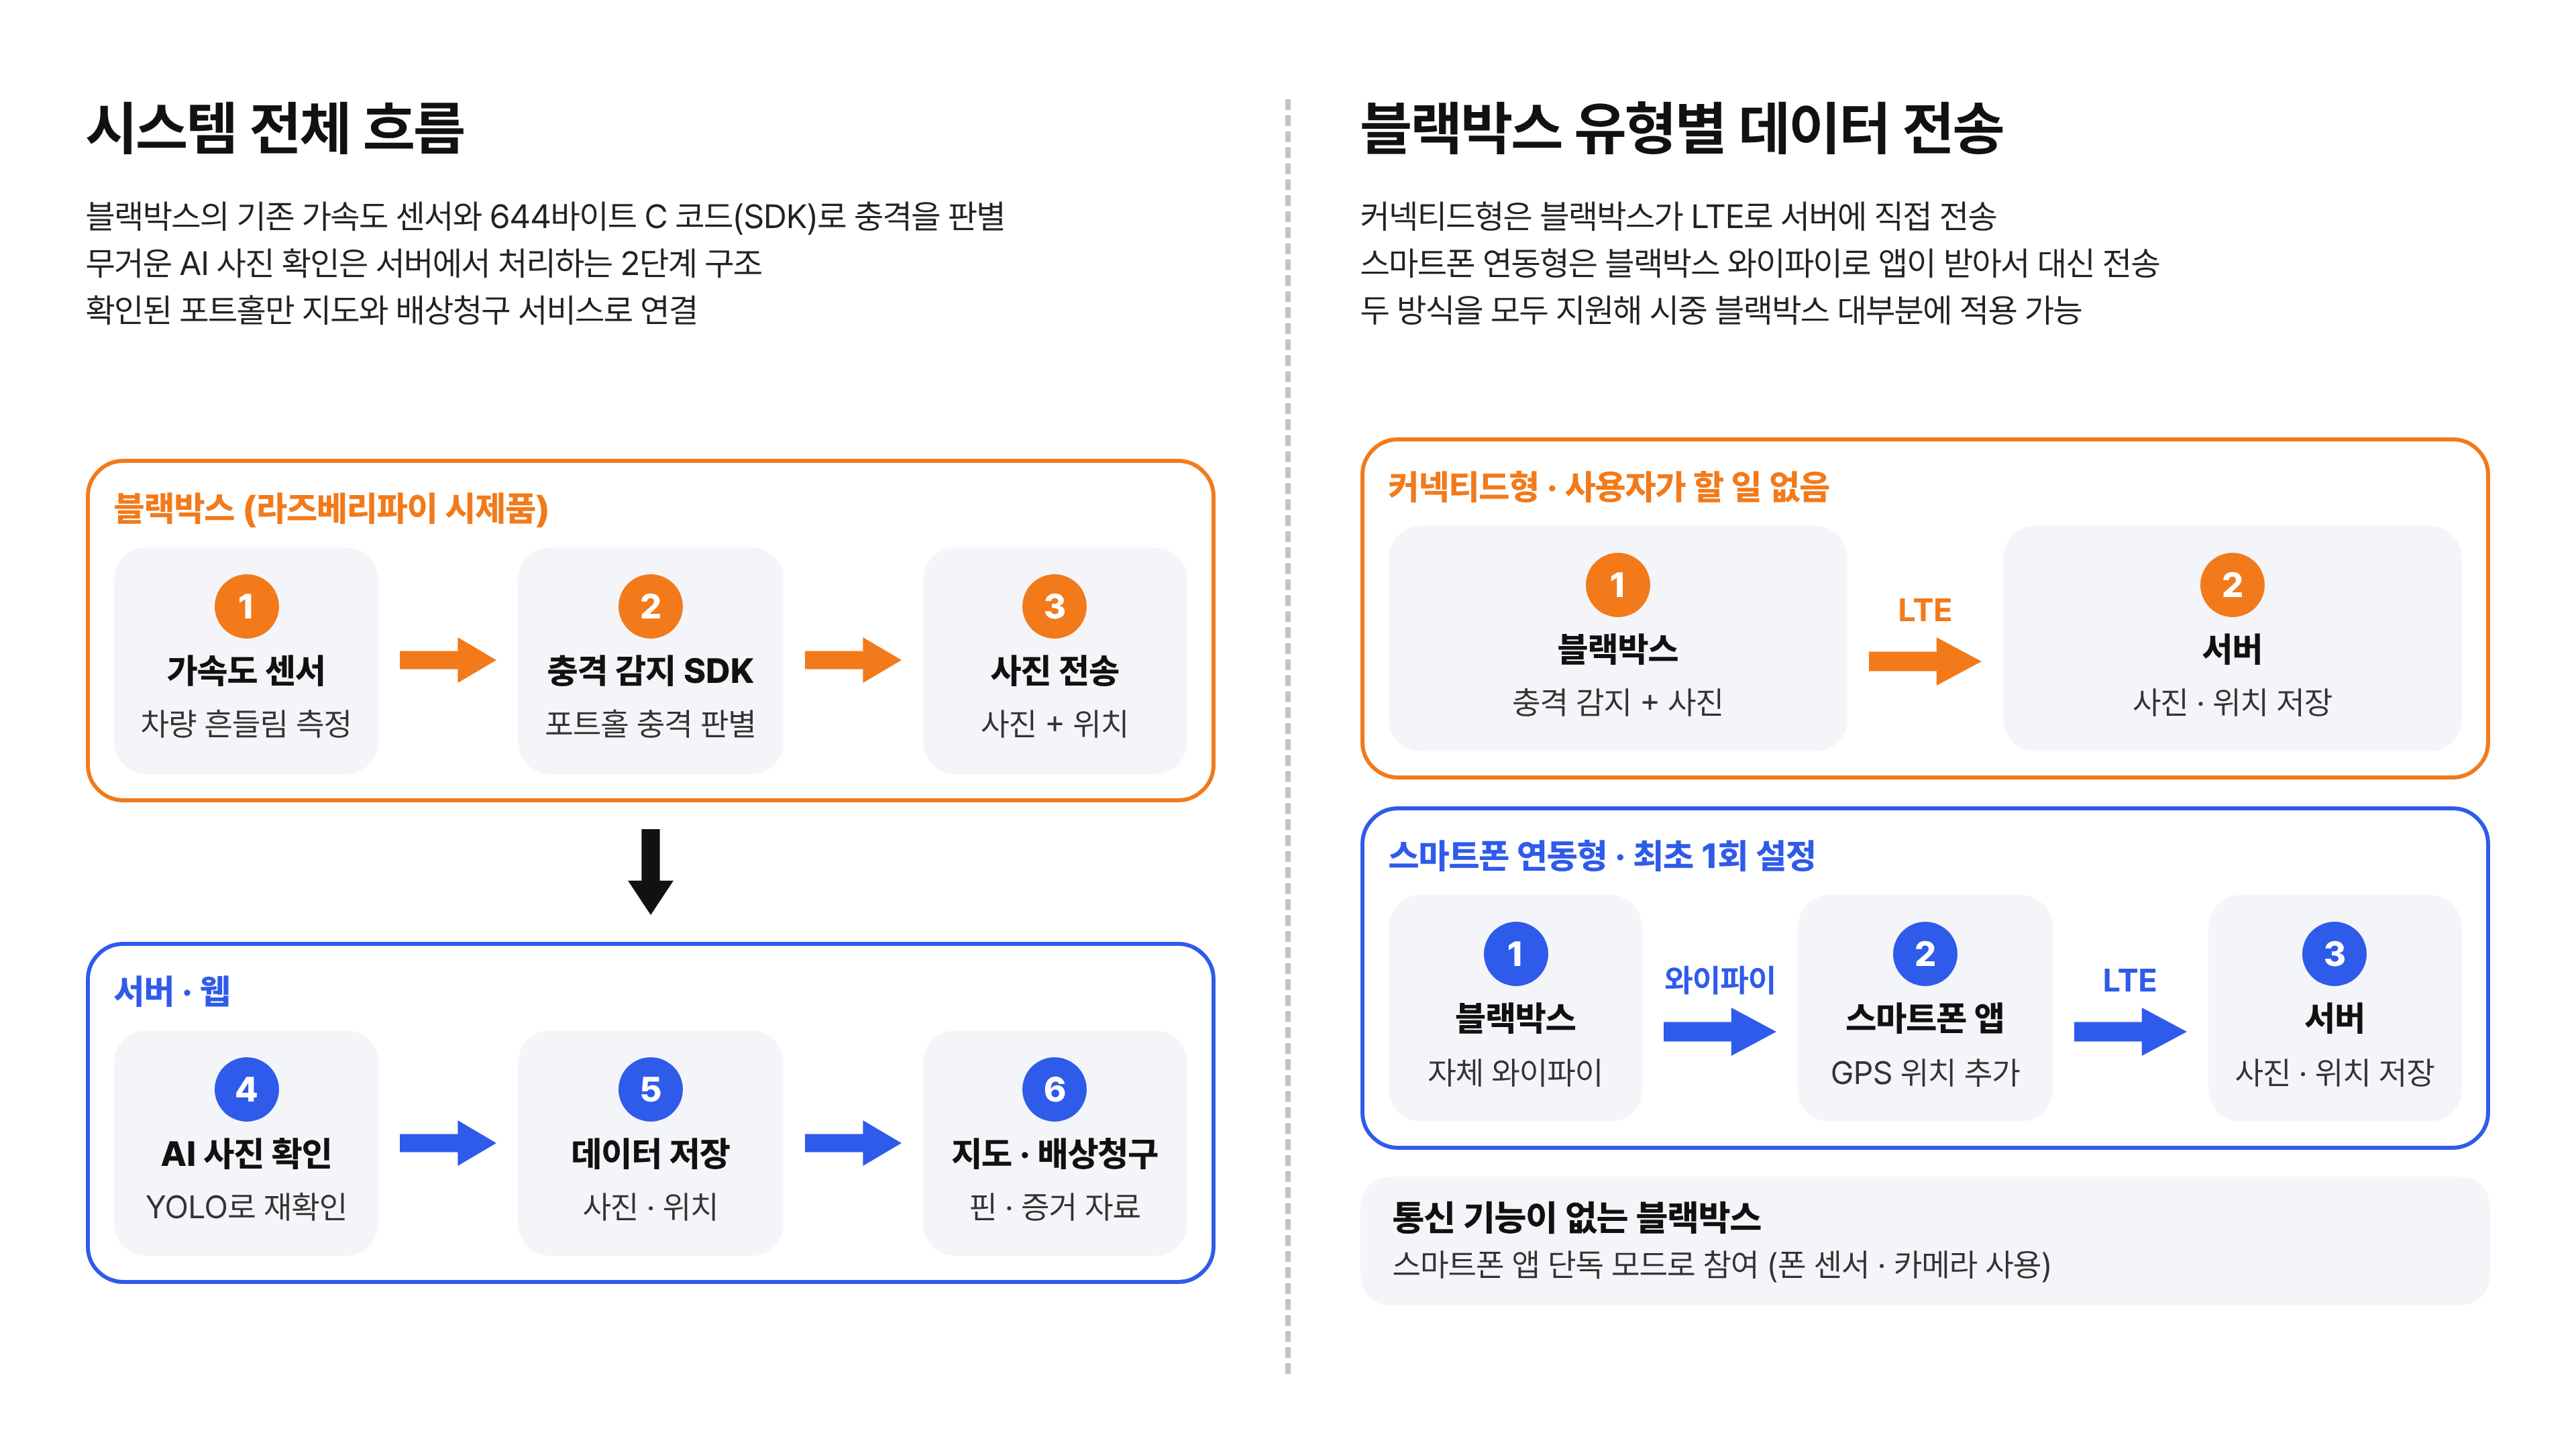 시스템 전체 흐름
블랙박스의 기존 가속도 센서와 644바이트 C 코드(SDK)로 충격을 판별
무거운 AI 사진 확인은 서버에서 처리하는 2단계 구조
확인된 포트홀만 지도와 배상청구 서비스로 연결
블랙박스 (라즈베리파이 시제품)
1
가속도 센서
차량 흔들림 측정
2
충격 감지 SDK
포트홀 충격 판별
3
사진 전송
사진 + 위치
서버 · 웹
4
AI 사진 확인
YOLO로 재확인
5
데이터 저장
사진 · 위치
6
지도 · 배상청구
핀 · 증거 자료
블랙박스 유형별 데이터 전송
커넥티드형은 블랙박스가 LTE로 서버에 직접 전송
스마트폰 연동형은 블랙박스 와이파이로 앱이 받아서 대신 전송
두 방식을 모두 지원해 시중 블랙박스 대부분에 적용 가능
커넥티드형 · 사용자가 할 일 없음
1
블랙박스
충격 감지 + 사진
LTE
2
서버
사진 · 위치 저장
스마트폰 연동형 · 최초 1회 설정
1
블랙박스
자체 와이파이
와이파이
2
스마트폰 앱
GPS 위치 추가
LTE
3
서버
사진 · 위치 저장
통신 기능이 없는 블랙박스
스마트폰 앱 단독 모드로 참여 (폰 센서 · 카메라 사용)